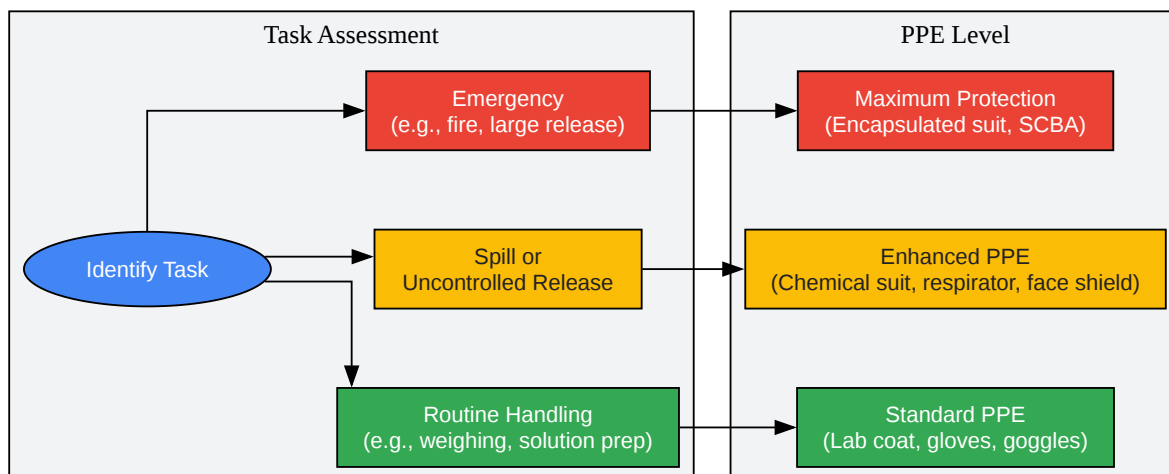 Task Assessment
PPE Level
Emergency
(e.g., fire, large release)
Maximum Protection
(Encapsulated suit, SCBA)
Identify Task
Spill or
Uncontrolled Release
Enhanced PPE
(Chemical suit, respirator, face shield)
Routine Handling
(e.g., weighing, solution prep)
Standard PPE
(Lab coat, gloves, goggles)